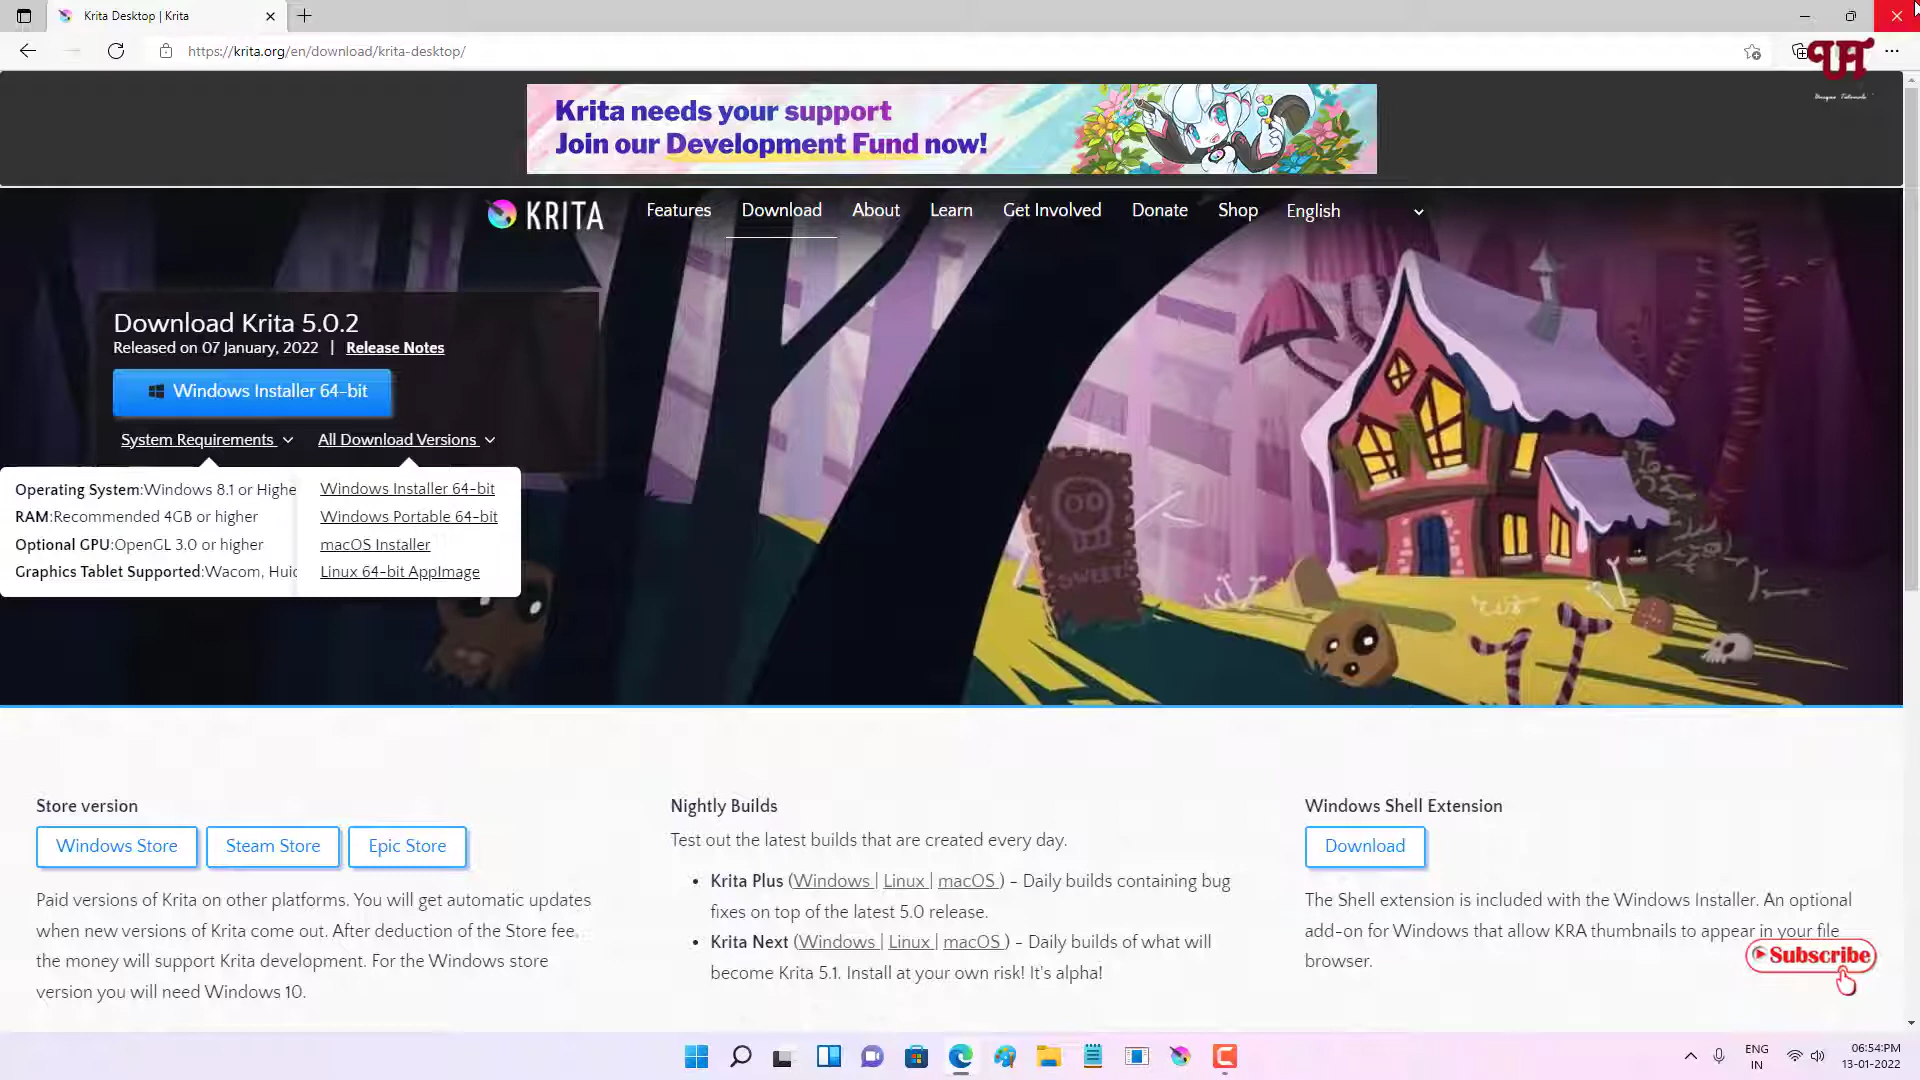 Krita Desktop | Krita
https://krita.org/en/download/krita-desktop/
UA
Krita needs your support
Join our Development Fund now!
KRITA
Features
Download
About
Learn
Get Involved
Donate
Shop
English
Download Krita 5.0.2
Released on 07 January, 2022 | Release Notes
Windows Installer 64-bit
System Requirements
All Download Versions
Operating System:Windows 8.1 or Highe
RAM:Recommended 4GB or higher
Optional GPU:OpenGL 3.0 or higher
Graphics Tablet Supported:Wacom, Huio
Windows Installer 64-bit
Windows Portable 64-bit
macOS Installer
Linux 64-bit AppImage
SWEET
Store version
Windows Store
Steam Store
Epic Store
Paid versions of Krita on other platforms. You will get automatic updates
when new versions of Krita come out. After deduction of the Store fee,
the money will support Krita development. For the Windows store
version you will need Windows 10.
Nightly Builds
Test out the latest builds that are created every day.
• Krita Plus (Windows | Linux | macOS ) - Daily builds containing bug
fixes on top of the latest 5.0 release.
• Krita Next (Windows | Linux | macOS ) - Daily builds of what will
become Krita 5.1. Install at your own risk! It's alpha!
Windows Shell Extension
Download
The Shell extension is included with the Windows Installer. An optional
add-on for Windows that allow KRA thumbnails to appear in your file
browser.
Subscribe
ENG
IN
06:54:PM
13-01-2022